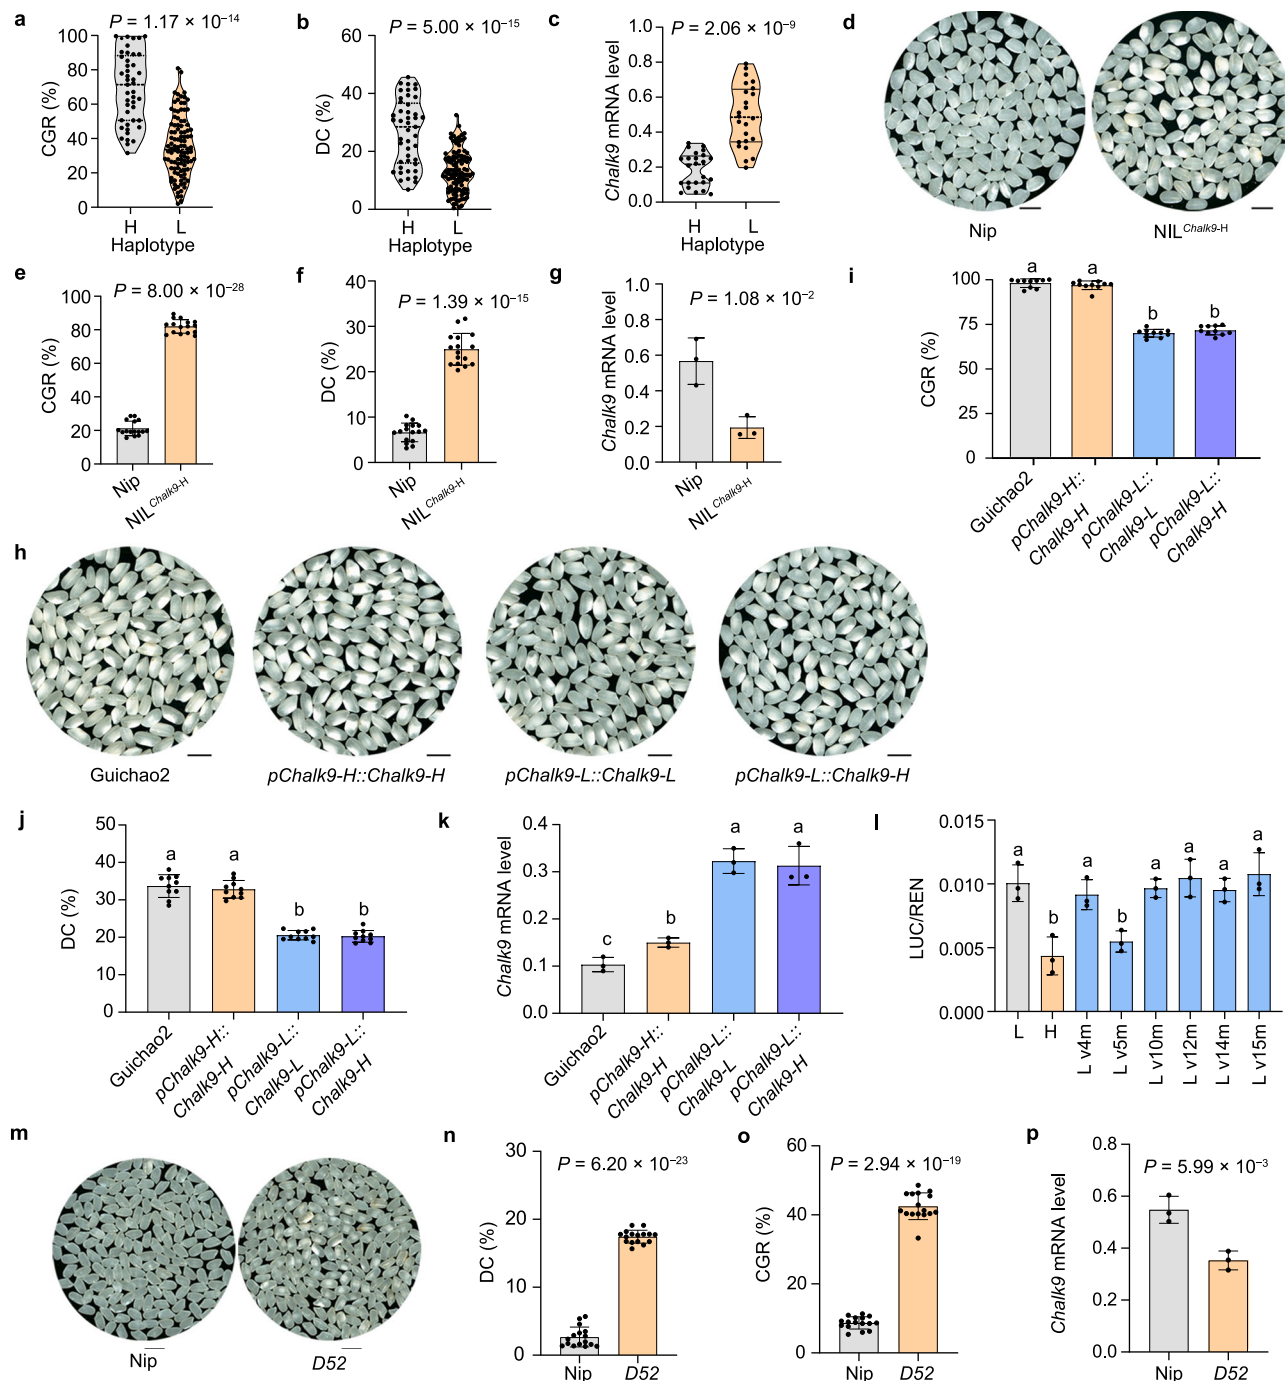 a
P = 1.17 × 10−14
CGR (%)
100
80
60
40
20
0
H
L
Haplotype
b
P = 5.00 × 10−15
DC (%)
60
40
20
0
H
L
Haplotype
c
P = 2.06 × 10−9
Chalk9 mRNA level
1.0
0.8
0.6
0.4
0.2
0.0
H
L
Haplotype
d
Nip
NILChalk9-H
e
P = 8.00 × 10−28
CGR (%)
100
80
60
40
20
0
Nip
NILChalk9-H
f
P = 1.39 × 10−15
DC (%)
40
30
20
10
0
Nip
NILChalk9-H
g
P = 1.08 × 10−2
Chalk9 mRNA level
1.0
0.8
0.6
0.4
0.2
0.0
Nip
NILChalk9-H
i
CGR (%)
100
75
50
25
0
a
a
b
b
Guichao2
pChalk9-H::
Chalk9-H
pChalk9-L::
Chalk9-L
pChalk9-L::
Chalk9-H
h
Guichao2
pChalk9-H::Chalk9-H
pChalk9-L::Chalk9-L
pChalk9-L::Chalk9-H
j
DC (%)
50
40
30
20
10
0
a
a
b
b
Guichao2
pChalk9-H::
Chalk9-H
pChalk9-L::
Chalk9-L
pChalk9-L::
Chalk9-H
k
Chalk9 mRNA level
0.4
0.3
0.2
0.1
0.0
c
b
a
a
Guichao2
pChalk9-H::
Chalk9-H
pChalk9-L::
Chalk9-L
pChalk9-L::
Chalk9-H
l
LUC/REN
0.015
0.010
0.005
0.000
a
b
a
b
a
a
a
a
L
H
L v4m
L v5m
L v10m
L v12m
L v14m
L v15m
m
Nip
D52
n
P = 6.20 × 10−23
DC (%)
30
20
10
0
Nip
D52
o
P = 2.94 × 10−19
CGR (%)
60
40
20
0
Nip
D52
p
P = 5.99 × 10−3
Chalk9 mRNA level
0.8
0.6
0.4
0.2
0.0
Nip
D52